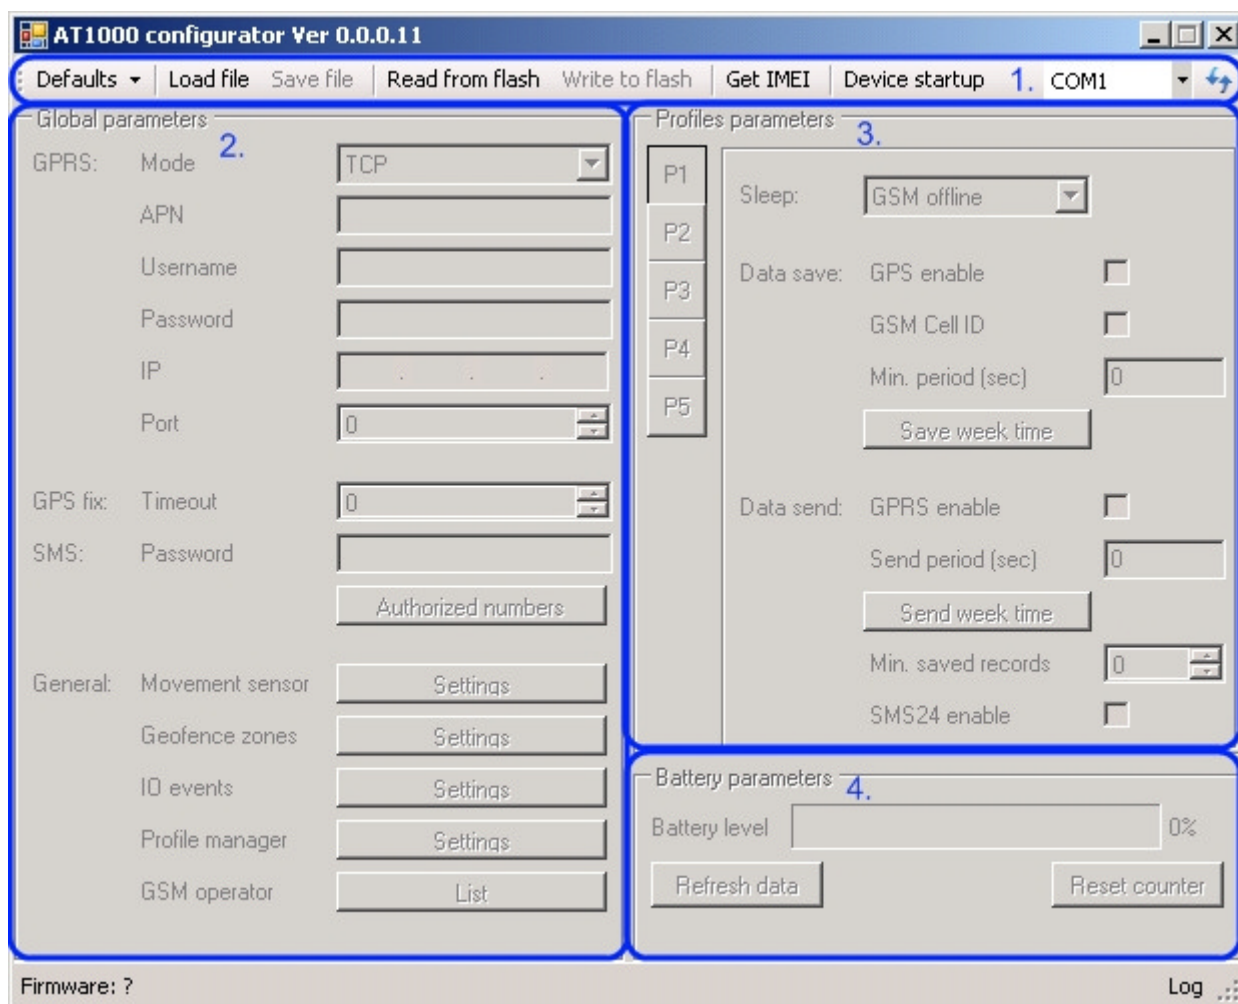 AT1000 configurator Ver 0.0.0.11
Defaults Load file Save file Read from flash Write to flash Get IMEI Device startup 1. COM1
Global parameters
2.
GPRS: Mode TCP
APN
Username
Password
IP . . .
Port 0
GPS fix: Timeout 0
SMS: Password
Authorized numbers
General: Movement sensor Settings
Geofence zones Settings
IO events Settings
Profile manager Settings
GSM operator List
Profiles parameters
3.
P1
P2
P3
P4
P5
Sleep: GSM offline
Data save: GPS enable
GSM Cell ID
Min. period (sec) 0
Save week time
Data send: GPRS enable
Send period (sec) 0
Send week time
Min. saved records 0
SMS24 enable
Battery parameters
4.
Battery level 0%
Refresh data Reset counter
Firmware: ? Log